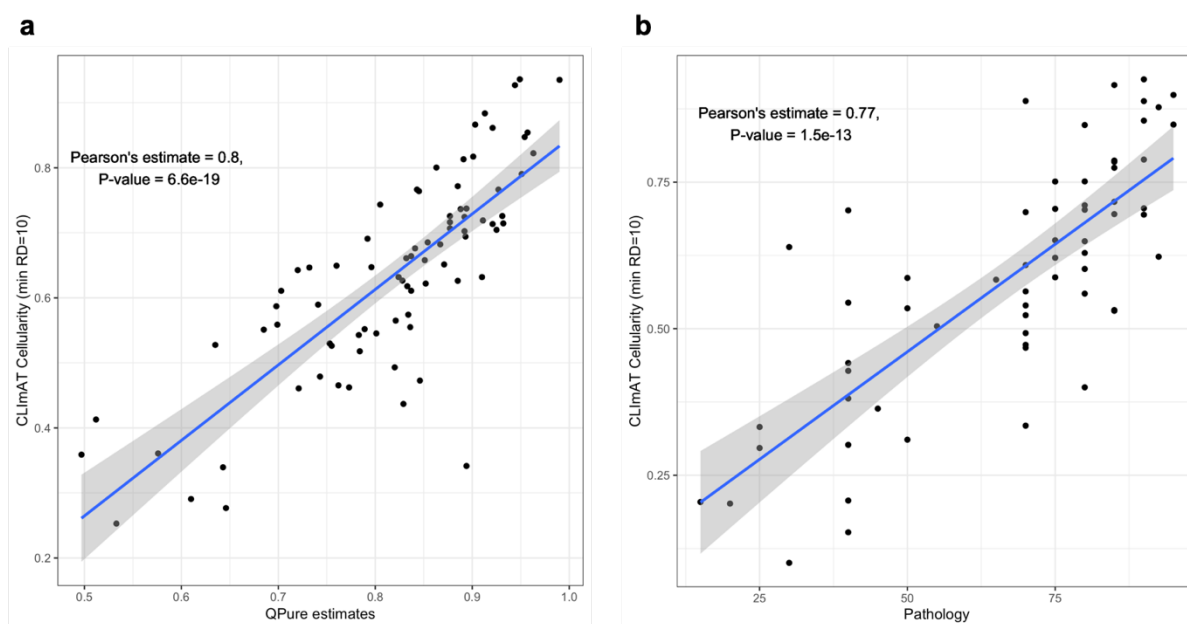 a
Pearson's estimate = 0.8,
P-value = 6.6e-19
CLImAT Cellularity (min RD=10)
0.8
0.6
0.4
0.2
0.5 0.6 0.7 0.8 0.9 1.0
QPure estimates
b
Pearson's estimate = 0.77,
P-value = 1.5e-13
CLImAT Cellularity (min RD=10)
0.75
0.50
0.25
25 50 75
Pathology